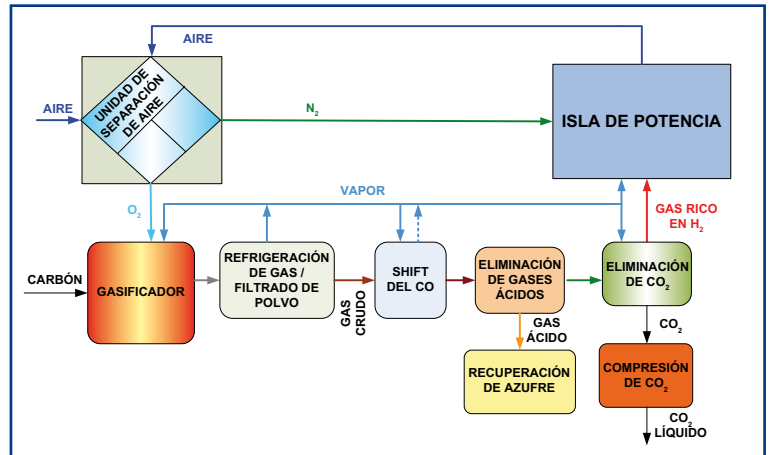 AIRE
UNIDAD DE
SEPARACIÓN
DE AIRE
AIRE
N₂
ISLA DE POTENCIA
VAPOR
O₂
GAS RICO
EN H₂
CARBÓN
GASIFICADOR
REFRIGERACIÓN
DE GAS /
FILTRADO DE
POLVO
GAS
CRUDO
SHIFT
DEL CO
ELIMINACIÓN
DE GASES
ÁCIDOS
ELIMINACIÓN
DE CO₂
GAS
ÁCIDO
CO₂
RECUPERACIÓN
DE AZUFRE
COMPRESIÓN
DE CO₂
CO₂
LÍQUIDO